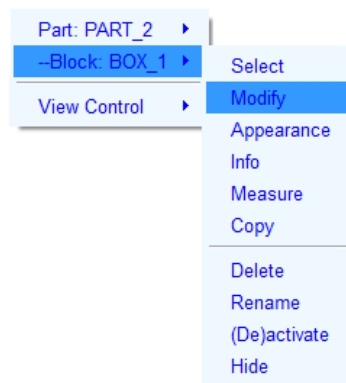 Part: PART_2
--Block: BOX_1
View Control
Select
Modify
Appearance
Info
Measure
Copy
Delete
Rename
(De)activate
Hide